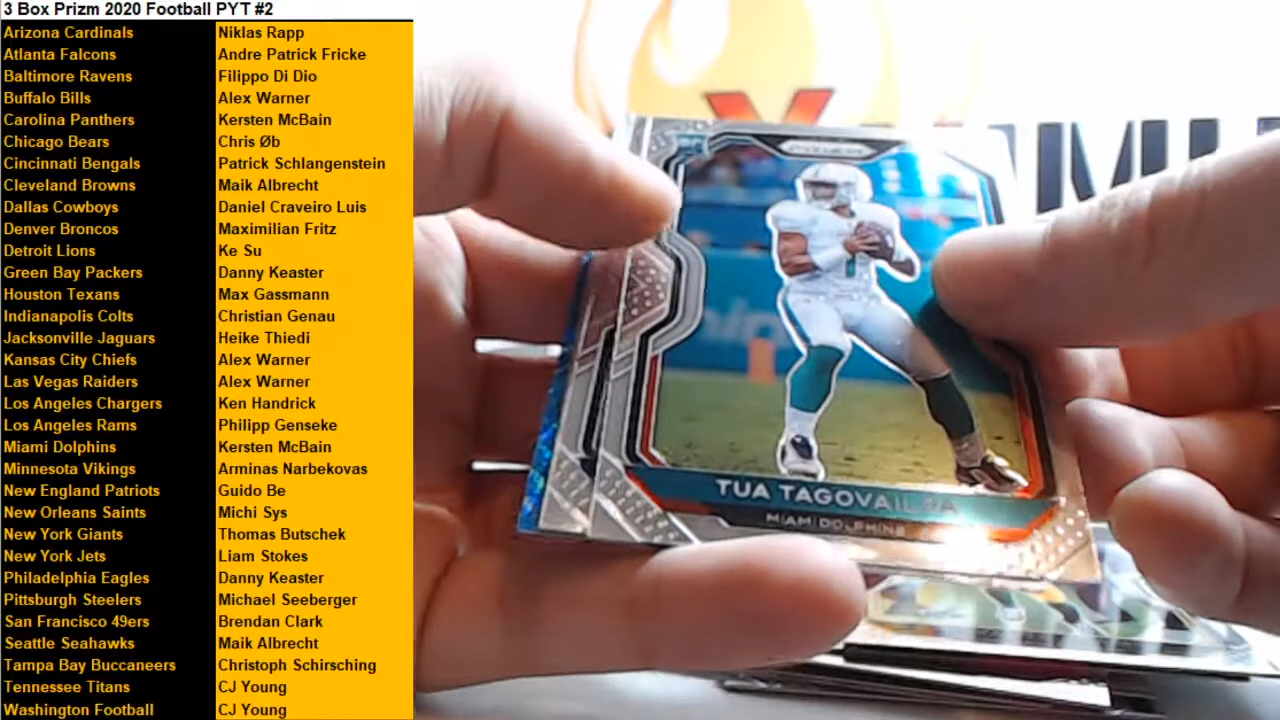 3 Box Prizm 2020 Football PYT #2
Arizona Cardinals Niklas Rapp
Atlanta Falcons Andre Patrick Fricke
Baltimore Ravens Filippo Di Dio
Buffalo Bills Alex Warner
Carolina Panthers Kersten McBain
Chicago Bears Chris Øb
Cincinnati Bengals Patrick Schlangenstein
Cleveland Browns Maik Albrecht
Dallas Cowboys Daniel Craveiro Luis
Denver Broncos Maximilian Fritz
Detroit Lions Ke Su
Green Bay Packers Danny Keaster
Houston Texans Max Gassmann
Indianapolis Colts Christian Genau
Jacksonville Jaguars Heike Thiedi
Kansas City Chiefs Alex Warner
Las Vegas Raiders Alex Warner
Los Angeles Chargers Ken Handrick
Los Angeles Rams Philipp Genseke
Miami Dolphins Kersten McBain
Minnesota Vikings Arminas Narbekovas
New England Patriots Guido Be
New Orleans Saints Michi Sys
New York Giants Thomas Butschek
New York Jets Liam Stokes
Philadelphia Eagles Danny Keaster
Pittsburgh Steelers Michael Seeberger
San Francisco 49ers Brendan Clark
Seattle Seahawks Maik Albrecht
Tampa Bay Buccaneers Christoph Schirsching
Tennessee Titans CJ Young
Washington Football CJ Young
PRIZM
TUA TAGOVAILOA
MIAMI DOLPHINS